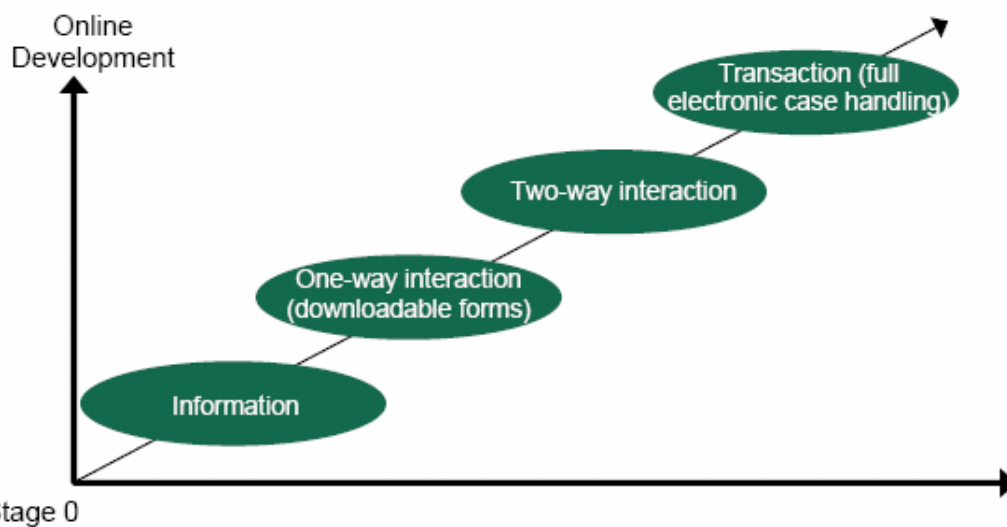 Online
Development
Transaction (full
electronic case handling)
Two-way interaction
One-way interaction
(downloadable forms)
Information
tage 0